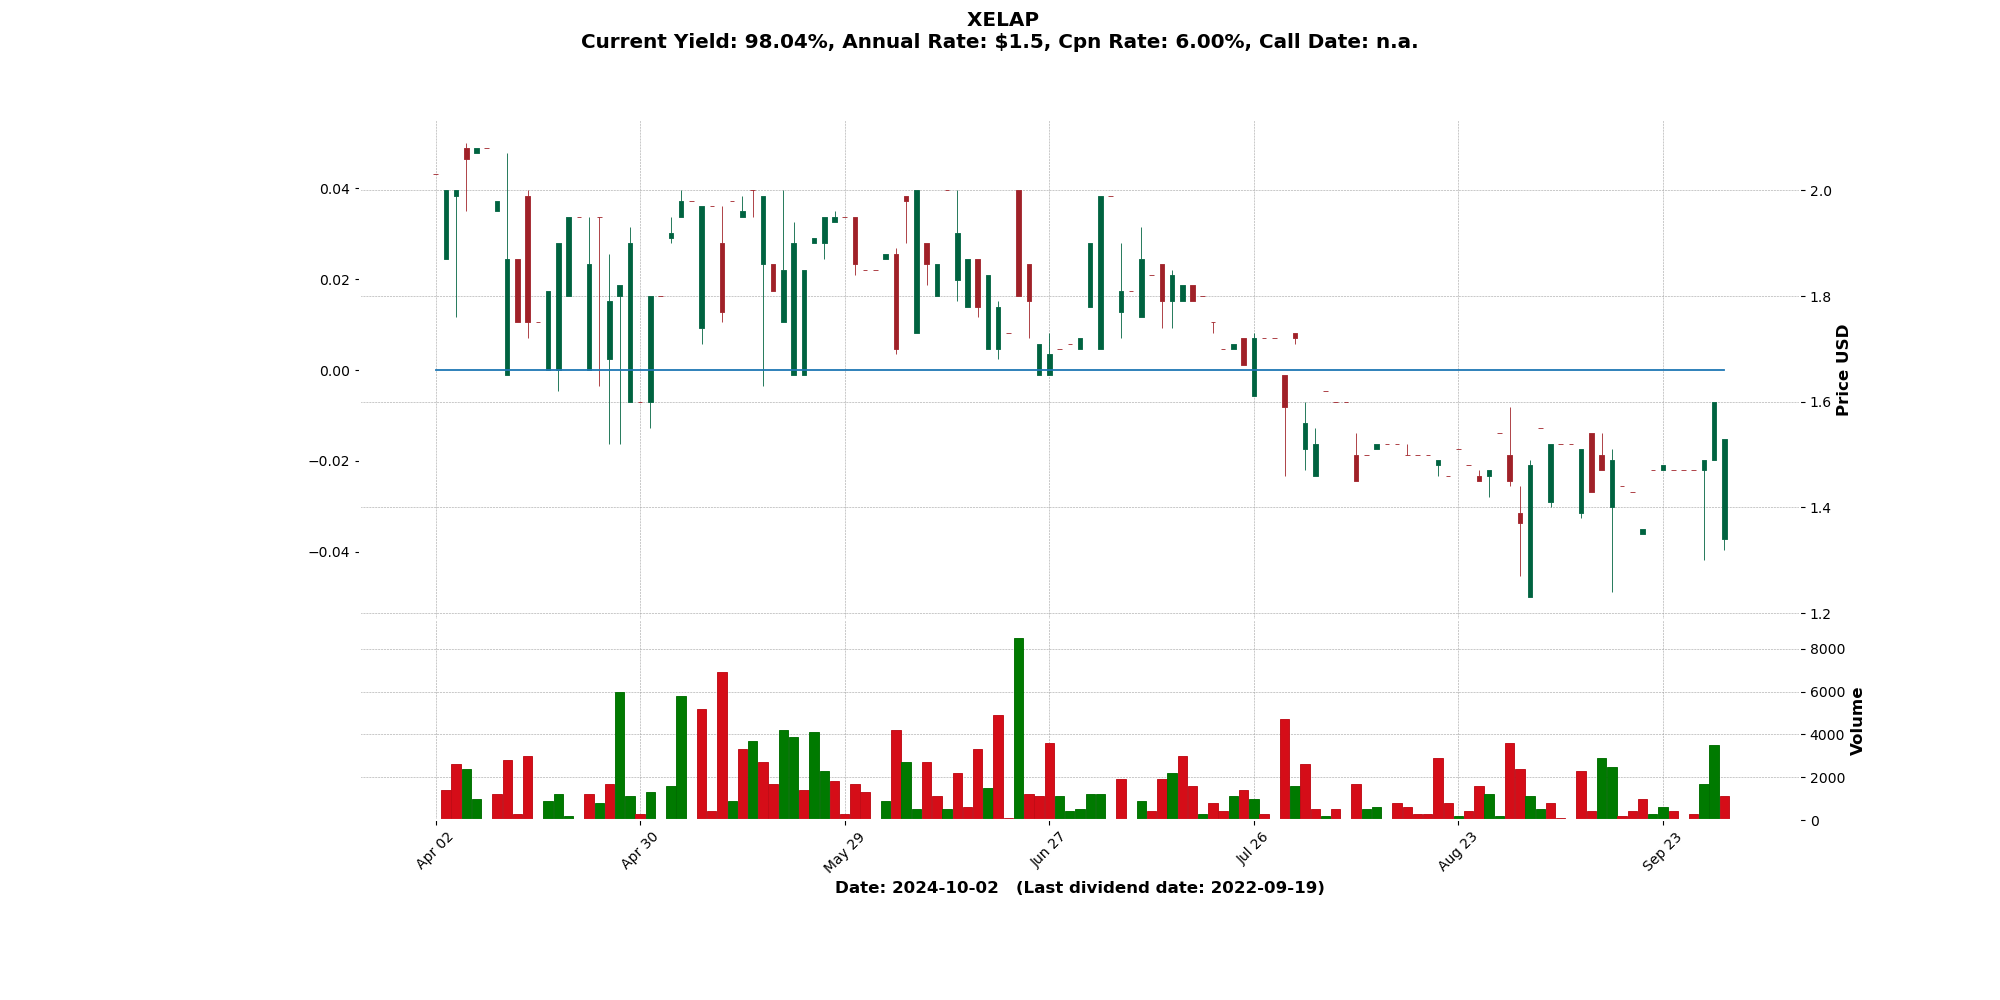 XELAP
Current Yield: 98.04%, Annual Rate: $1.5, Cpn Rate: 6.00%, Call Date: n.a.
0.04
0.02
0.00
−0.02
−0.04
2.0
1.8
1.6
1.4
1.2
Price USD
8000
6000
4000
2000
0
Volume
Apr 02
Apr 30
May 29
Jun 27
Jul 26
Aug 23
Sep 23
Date: 2024-10-02   (Last dividend date: 2022-09-19)